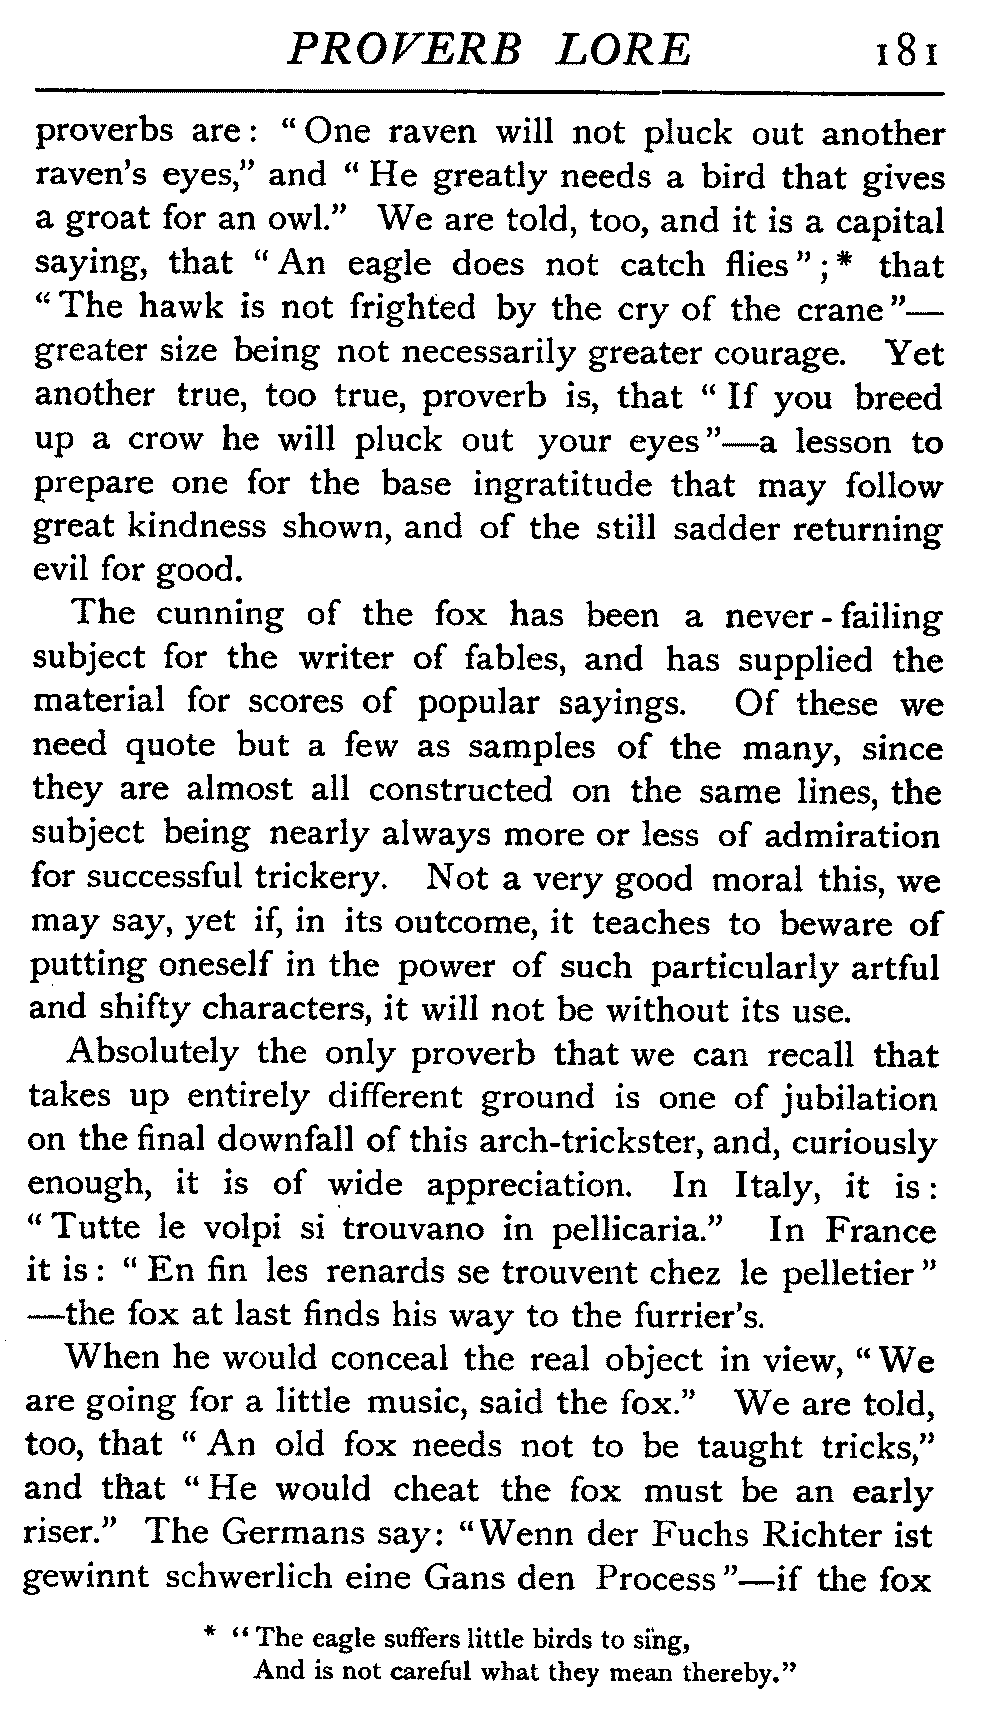 PROVERB LORE 181
proverbs are: "One raven will not pluck out another
raven's eyes," and "He greatly needs a bird that gives
a groat for an owl." We are told, too, and it is a capital
saying, that "An eagle does not catch flies";* that
"The hawk is not frighted by the cry of the crane"—
greater size being not necessarily greater courage. Yet
another true, too true, proverb is, that "If you breed
up a crow he will pluck out your eyes"—a lesson to
prepare one for the base ingratitude that may follow
great kindness shown, and of the still sadder returning
evil for good.
The cunning of the fox has been a never-failing
subject for the writer of fables, and has supplied the
material for scores of popular sayings. Of these we
need quote but a few as samples of the many, since
they are almost all constructed on the same lines, the
subject being nearly always more or less of admiration
for successful trickery. Not a very good moral this, we
may say, yet if, in its outcome, it teaches to beware of
putting oneself in the power of such particularly artful
and shifty characters, it will not be without its use.
Absolutely the only proverb that we can recall that
takes up entirely different ground is one of jubilation
on the final downfall of this arch-trickster, and, curiously
enough, it is of wide appreciation. In Italy, it is:
"Tutte le volpi si trouvano in pellicaria." In France
it is: "En fin les renards se trouvent chez le pelletier"
—the fox at last finds his way to the furrier's.
When he would conceal the real object in view, "We
are going for a little music, said the fox." We are told,
too, that "An old fox needs not to be taught tricks,"
and that "He would cheat the fox must be an early
riser." The Germans say: "Wenn der Fuchs Richter ist
gewinnt schwerlich eine Gans den Process"—if the fox
* "The eagle suffers little birds to sing,
And is not careful what they mean thereby."